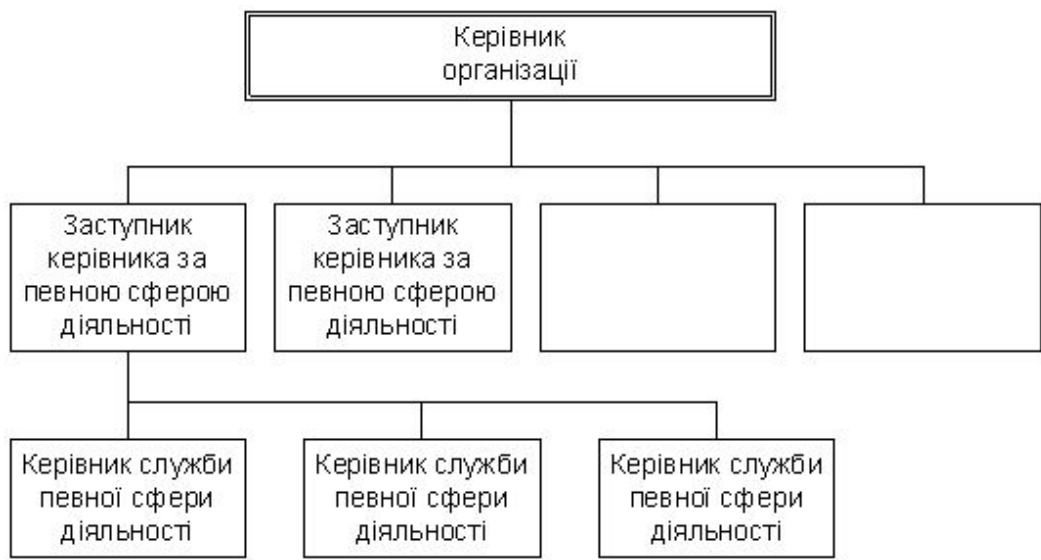 Керівник
організації
Заступник
керівника за
певною сферою
діяльності
Заступник
керівника за
певною сферою
діяльності
Керівник служби
певної сфери
діяльності
Керівник служби
певної сфери
діяльності
Керівник служби
певної сфери
діяльності